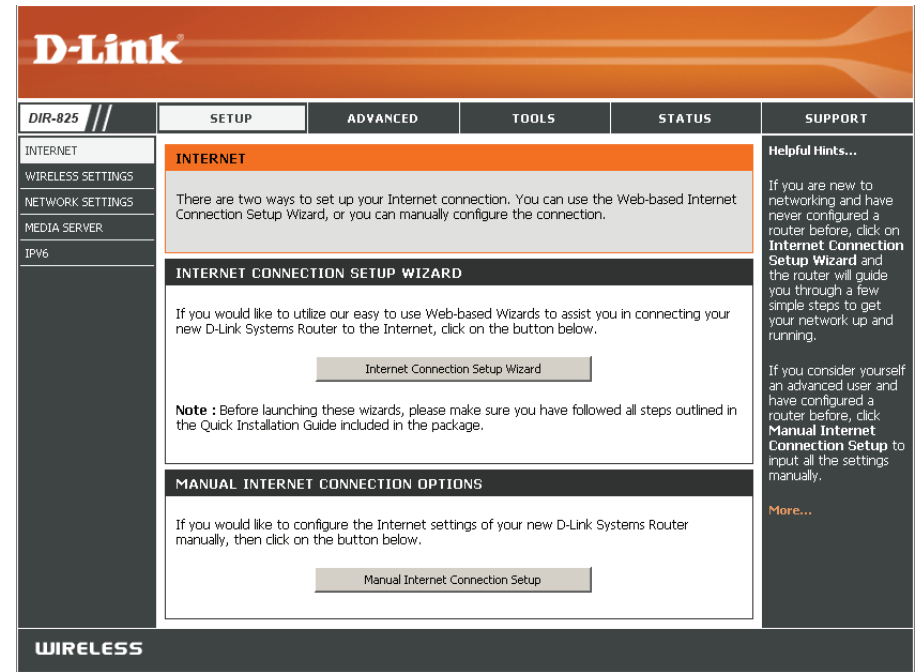 D-Link®
DIR-825 // SETUP ADVANCED TOOLS STATUS SUPPORT
INTERNET
WIRELESS SETTINGS
NETWORK SETTINGS
MEDIA SERVER
IPV6
INTERNET
There are two ways to set up your Internet connection. You can use the Web-based Internet
Connection Setup Wizard, or you can manually configure the connection.
INTERNET CONNECTION SETUP WIZARD
If you would like to utilize our easy to use Web-based Wizards to assist you in connecting your
new D-Link Systems Router to the Internet, click on the button below.
Internet Connection Setup Wizard
Note : Before launching these wizards, please make sure you have followed all steps outlined in
the Quick Installation Guide included in the package.
MANUAL INTERNET CONNECTION OPTIONS
If you would like to configure the Internet settings of your new D-Link Systems Router
manually, then click on the button below.
Manual Internet Connection Setup
Helpful Hints...
If you are new to
networking and have
never configured a
router before, click on
Internet Connection
Setup Wizard and
the router will guide
you through a few
simple steps to get
your network up and
running.
If you consider yourself
an advanced user and
have configured a
router before, click
Manual Internet
Connection Setup to
input all the settings
manually.
More...
WIRELESS